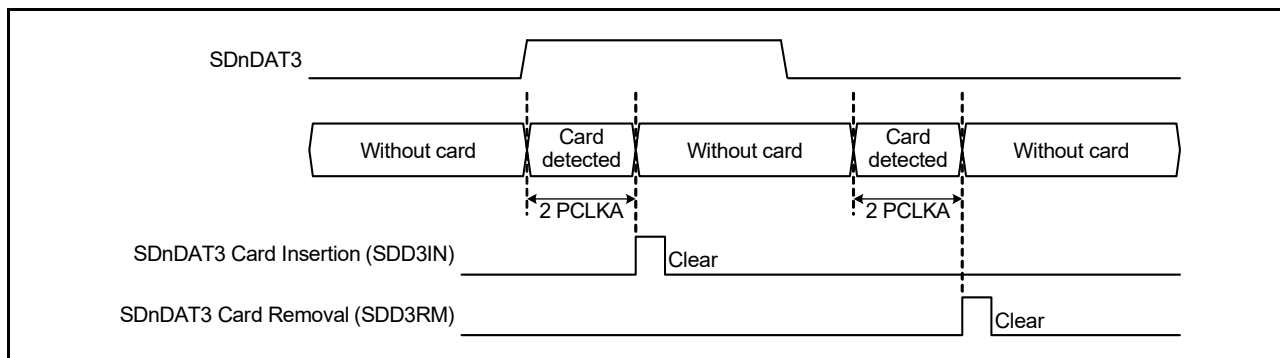 SDnDAT3
Without card
Card
detected
Without card
Card
detected
Without card
2 PCLKA
2 PCLKA
SDnDAT3 Card Insertion (SDD3IN)
Clear
SDnDAT3 Card Removal (SDD3RM)
Clear